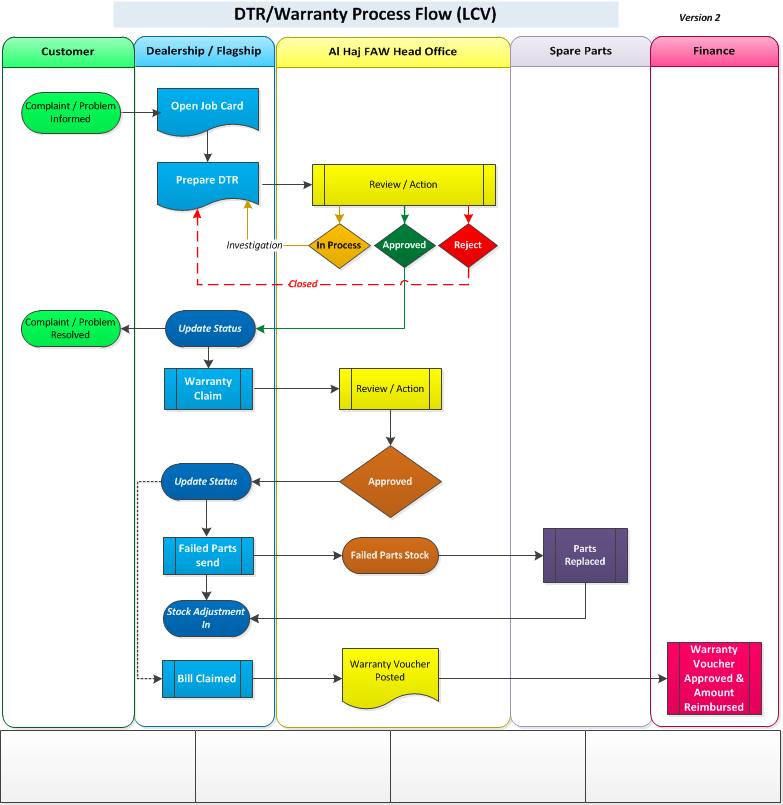 DTR/Warranty Process Flow (LCV)
Version 2
Customer
Dealership / Flagship
Al Haj FAW Head Office
Spare Parts
Finance
Complaint / Problem
Informed
Open Job Card
Prepare DTR
Review / Action
Investigation
In Process
Approved
Reject
Closed
Complaint / Problem
Resolved
Update Status
Warranty
Claim
Review / Action
Update Status
Approved
Failed Parts
send
Failed Parts Stock
Parts
Replaced
Stock Adjustment
In
Bill Claimed
Warranty Voucher
Posted
Warranty
Voucher
Approved &
Amount
Reimbursed